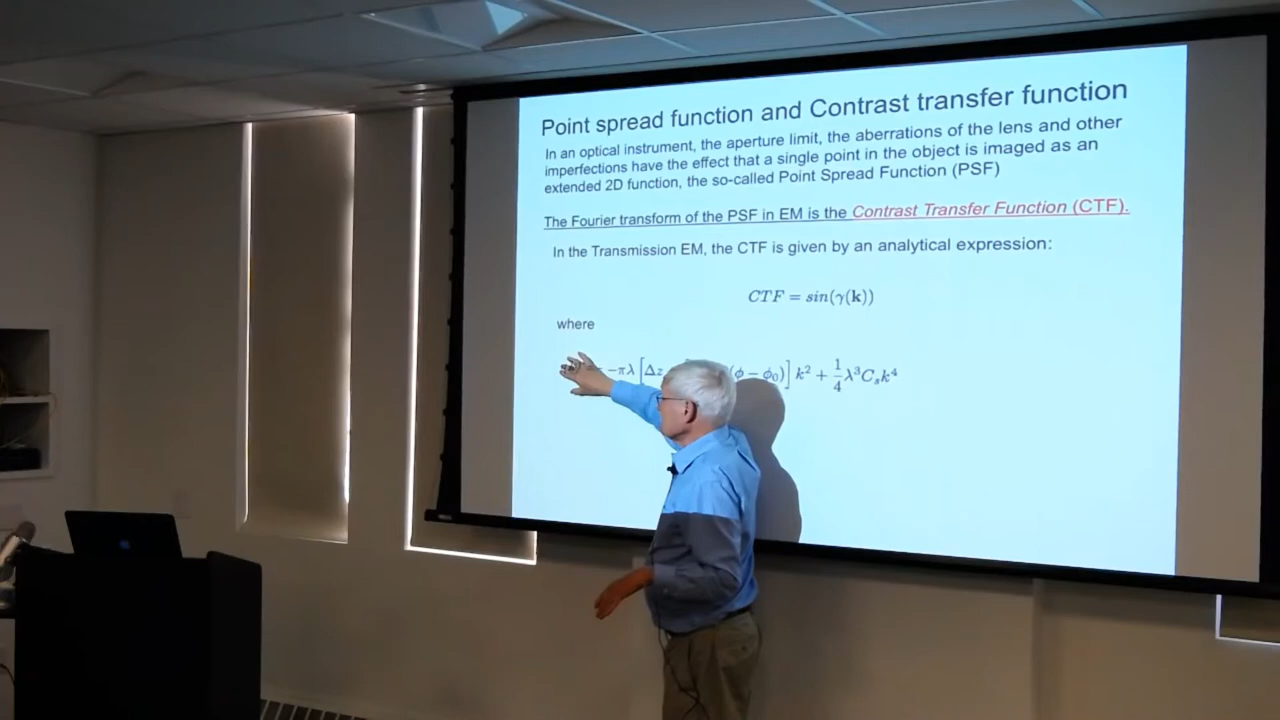 Point spread function and Contrast transfer function
In an optical instrument, the aperture limit, the aberrations of the lens and other
imperfections have the effect that a single point in the object is imaged as an
extended 2D function, the so-called Point Spread Function (PSF)
The Fourier transform of the PSF in EM is the Contrast Transfer Function (CTF).
In the Transmission EM, the CTF is given by an analytical expression:
CTF = sin(γ(k))
where
−πλ [Δz (ϕ − ϕ₀)] k² + 1/4 λ³Cₛk⁴